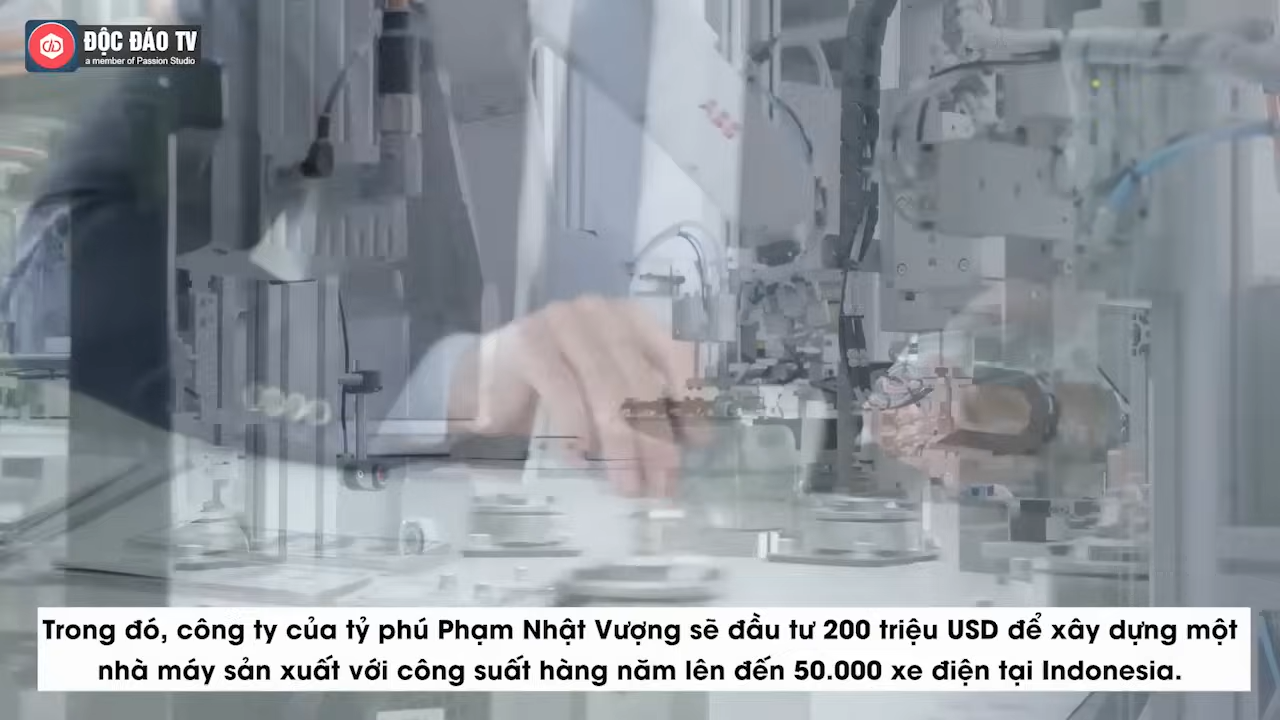 ĐỘC ĐÁO TV
a member of Passion Studio
ABB
Trong đó, công ty của tỷ phú Phạm Nhật Vượng sẽ đầu tư 200 triệu USD để xây dựng một
nhà máy sản xuất với công suất hàng năm lên đến 50.000 xe điện tại Indonesia.